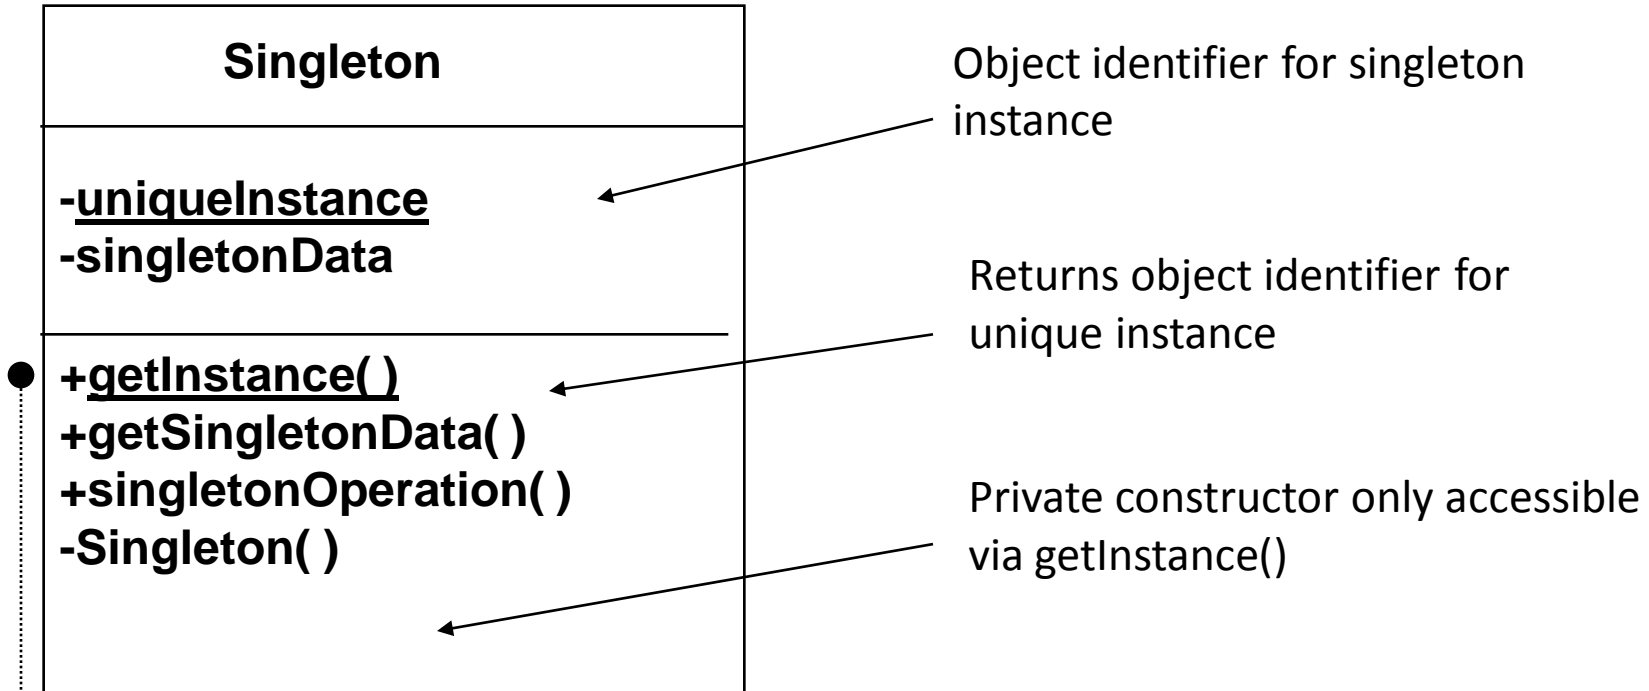 Singleton
Object identifier for singleton
instance
-uniqueInstance
-singletonData
Returns object identifier for
unique instance
+getInstance( )
+getSingletonData( )
+singletonOperation( )
-Singleton( )
Private constructor only accessible
via getInstance()